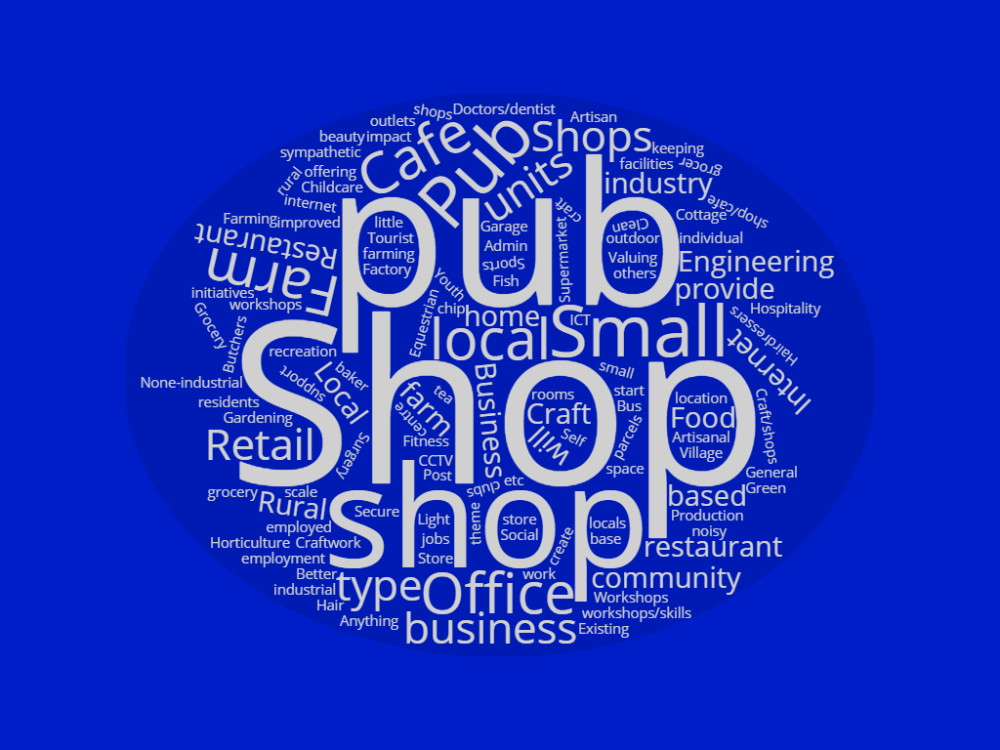 shops Doctors/dentist
outlets
Artisan
beauty impact
Cafe
Pub
Shops
keeping
sympathetic
units
facilities
grocer
rural
offering
Childcare
industry
internet
pub
craft
shop/cafe
Farming improved
little
Garage
Clean
Cottage
Restaurant
Tourist
Admin
Supermarket
outdoor
individual
Farm
farming
Sports
Valuing
Engineering
Factory
Fish
others
initiatives
Youth
provide
workshops
chip
home
Small
ICT
Hospitality
Grocery
Equestrian
local
Hairdressers
Butchers
Shop
Internet
recreation
None-industrial
support
baker
Local
Business
small
residents
farm
tea
rooms
start
location
Craft/shops
Gardening
centre
Craft
Bus
Food
Retail
Surgery
Fitness
will
Self
parcels
Artisanal
CCTV
Village
Post
space
General
grocery
scale
clubs
etc
based
Green
Rural
shop
Secure
Light
theme
store
locals
Production
employed
jobs
Social
base
noisy
Horticulture Craftwork
create
restaurant
employment
Store
Better
type
Office
work
community
industrial
Workshops
Hair
workshops/skills
Anything
business
Existing